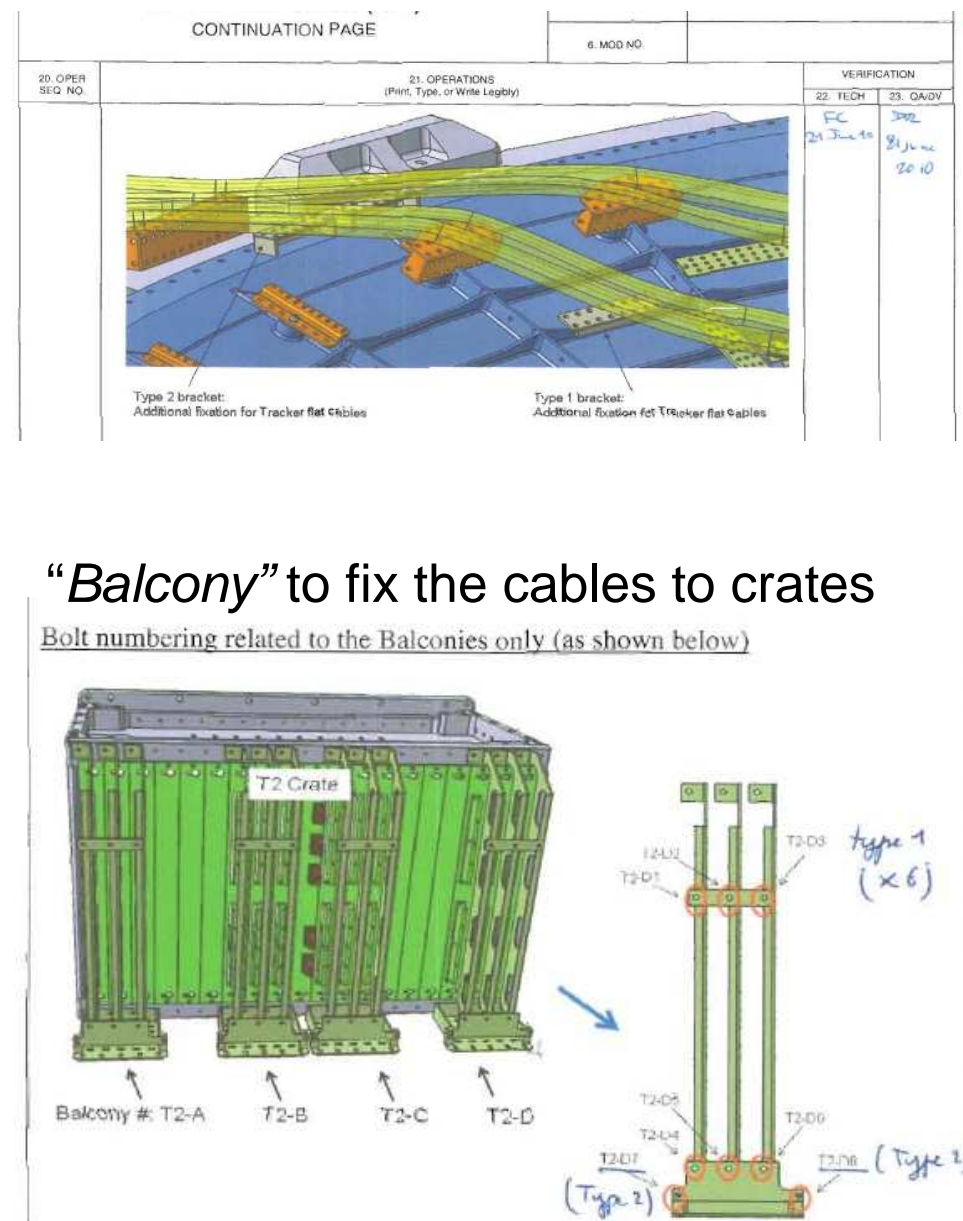 CONTINUATION PAGE
6. MOD NO.
20. OPER
SEQ NO.
21. OPERATIONS
(Print, Type, or Write Legibly)
VERIFICATION
22. TECH
23. QA/DV
FC
21 June 10
21 June
2010
Type 2 bracket:
Additional fixation for Tracker flat cables
Type 1 bracket:
Additional fixation for Tracker flat cables
“Balcony” to fix the cables to crates
Bolt numbering related to the Balconies only (as shown below)
T2 Crate
T2-D3
T2-D2
T2-D1
type 1
(×6)
Balcony #: T2-A
T2-B
T2-C
T2-D
T2-D5
T2-D4
T2-D6
T2-D7
(Type 2)
T2-D8
(Type 2